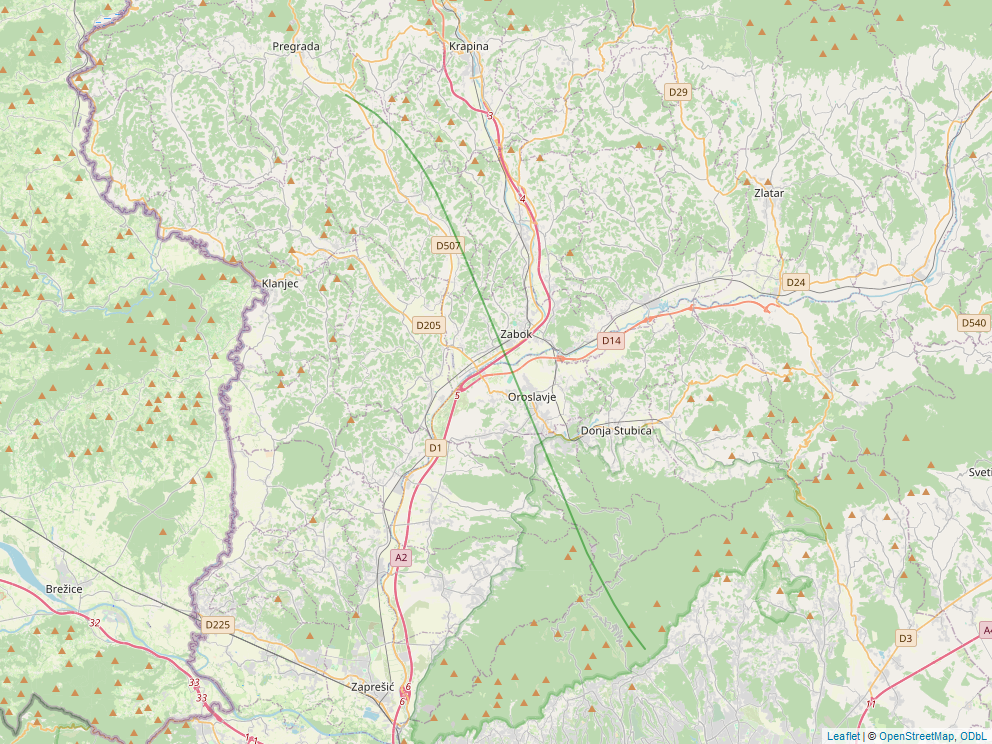 Pregrada
Krapina
D29
3
4
Zlatar
D507
Klanjec
D24
D205
Zabok
D14
D540
5
Oroslavje
Donja Stubica
D1
Sveti
A2
Brežice
32
D225
D3
33
Zaprešić
6
6
33
11
Leaflet | © OpenStreetMap, ODbL